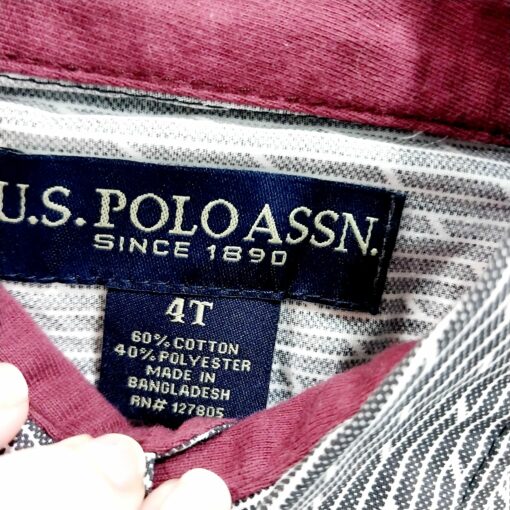 U.S. POLO ASSN.
SINCE 1890
4T
60% COTTON
40% POLYESTER
MADE IN
BANGLADESH
RN# 127805